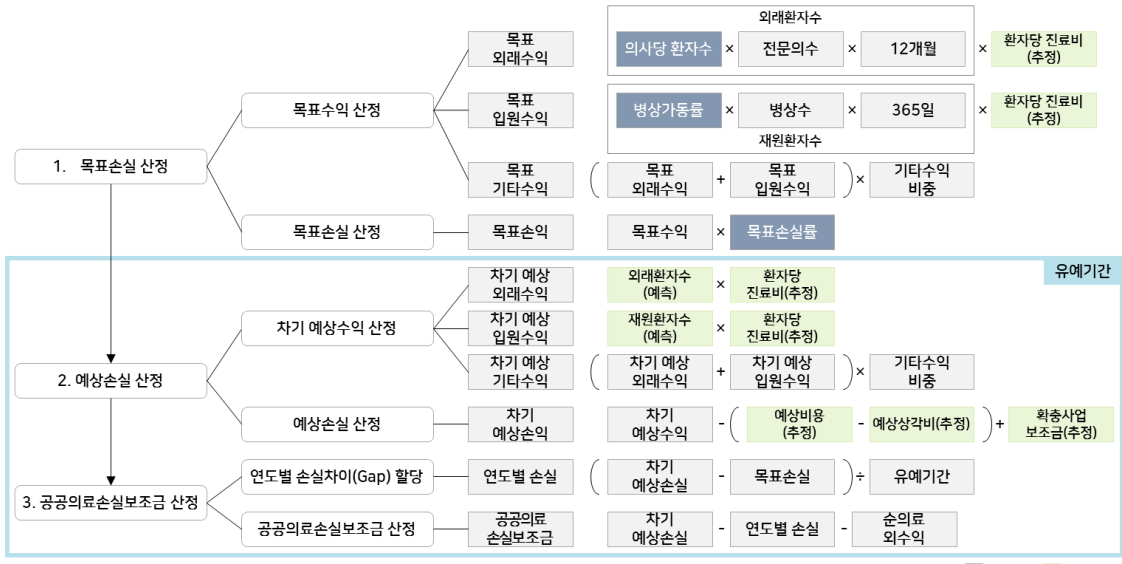 외래환자수
목표
외래수익
의사당 환자수 × 전문의수 × 12개월 × 환자당 진료비
(추정)
목표수익 산정
목표
입원수익
병상가동률 × 병상수 × 365일 × 환자당 진료비
(추정)
재원환자수
1. 목표손실 산정
목표
기타수익
( 목표
외래수익 + 목표
입원수익 ) × 기타수익
비중
목표손실 산정
목표손익
목표수익 × 목표손실률
유예기간
차기 예상
외래수익
외래환자수
(예측) × 환자당
진료비(추정)
차기 예상수익 산정
차기 예상
입원수익
재원환자수
(예측) × 환자당
진료비(추정)
2. 예상손실 산정
차기 예상
기타수익
( 차기 예상
외래수익 + 차기 예상
입원수익 ) × 기타수익
비중
예상손실 산정
차기
예상손익
차기
예상수익 - ( 예상비용
(추정) - 예상상각비(추정) ) + 확충사업
보조금(추정)
연도별 손실차이(Gap) 할당
연도별 손실
( 차기
예상손실 - 목표손실 ) ÷ 유예기간
3. 공공의료손실보조금 산정
공공의료손실보조금 산정
공공의료
손실보조금
차기
예상손실 - 연도별 손실 - 순의료
외수익